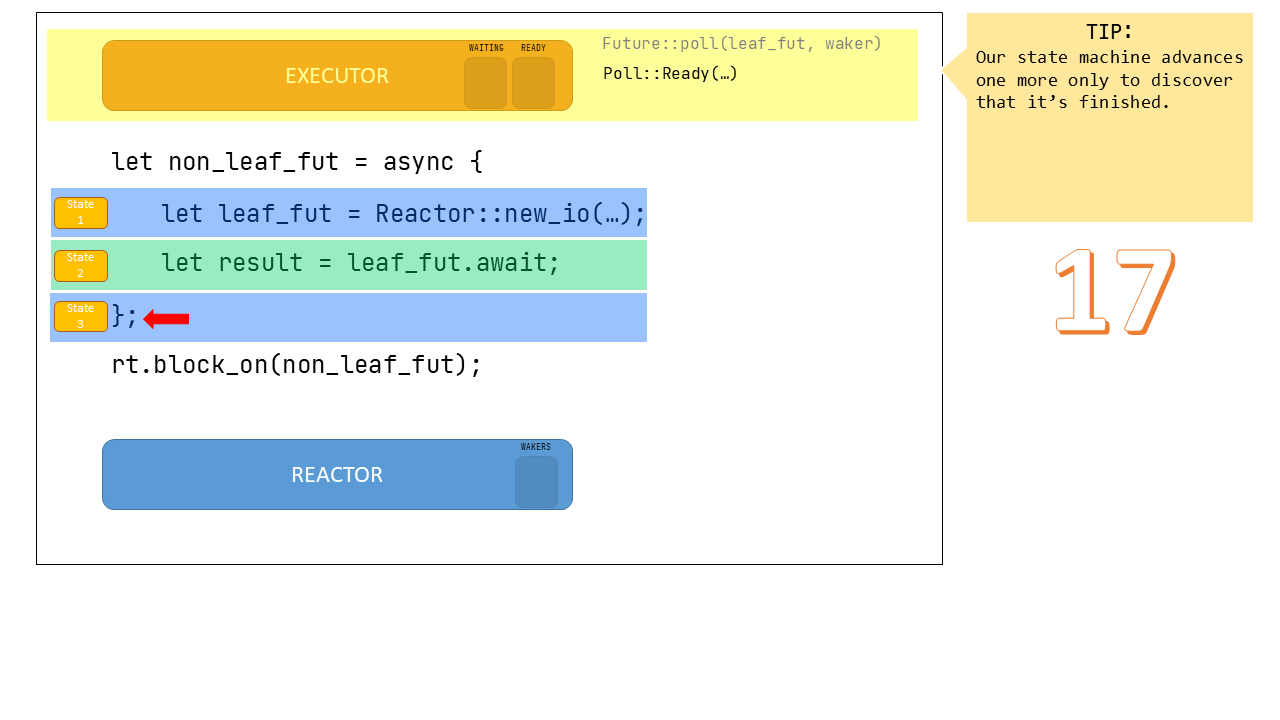 EXECUTOR
WAITING
READY
Future::poll(leaf_fut, waker)
Poll::Ready(…)
let non_leaf_fut = async {
State
1
let leaf_fut = Reactor::new_io(…);
State
2
let result = leaf_fut.await;
State
3
};
rt.block_on(non_leaf_fut);
REACTOR
WAKERS
TIP:
Our state machine advances
one more only to discover
that it’s finished.
17